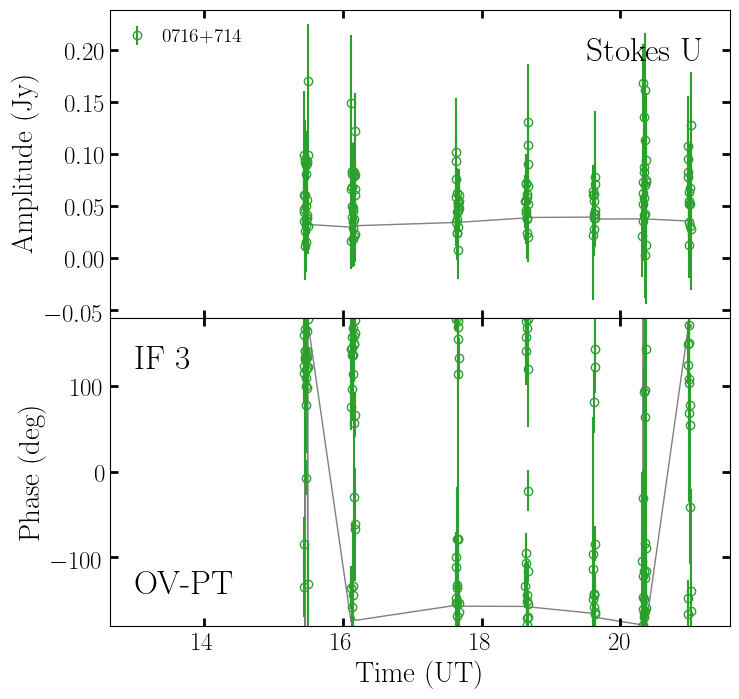 0716+714
Stokes U
0.20
0.15
0.10
0.05
0.00
−0.05
Amplitude (Jy)
IF 3
100
0
−100
Phase (deg)
OV-PT
14 16 18 20
Time (UT)